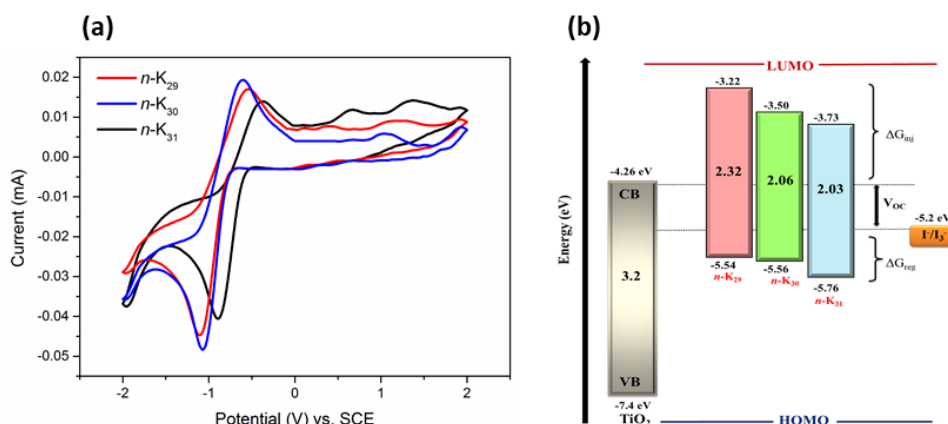 (a)
n-K₂₉
n-K₃₀
n-K₃₁
0.02
0.01
0.00
-0.01
-0.02
-0.03
-0.04
-0.05
Current (mA)
-2
-1
0
1
2
Potential (V) vs. SCE
(b)
LUMO
Energy (eV)
-3.22
-3.50
-3.73
ΔGinj
-4.26 eV
CB
2.32
2.06
2.03
VOC
-5.2 eV
I⁻/I₃⁻
3.2
-5.54
n-K₂₉
-5.56
n-K₃₀
-5.76
n-K₃₁
ΔGreg
VB
-7.4 eV
TiO₂
HOMO